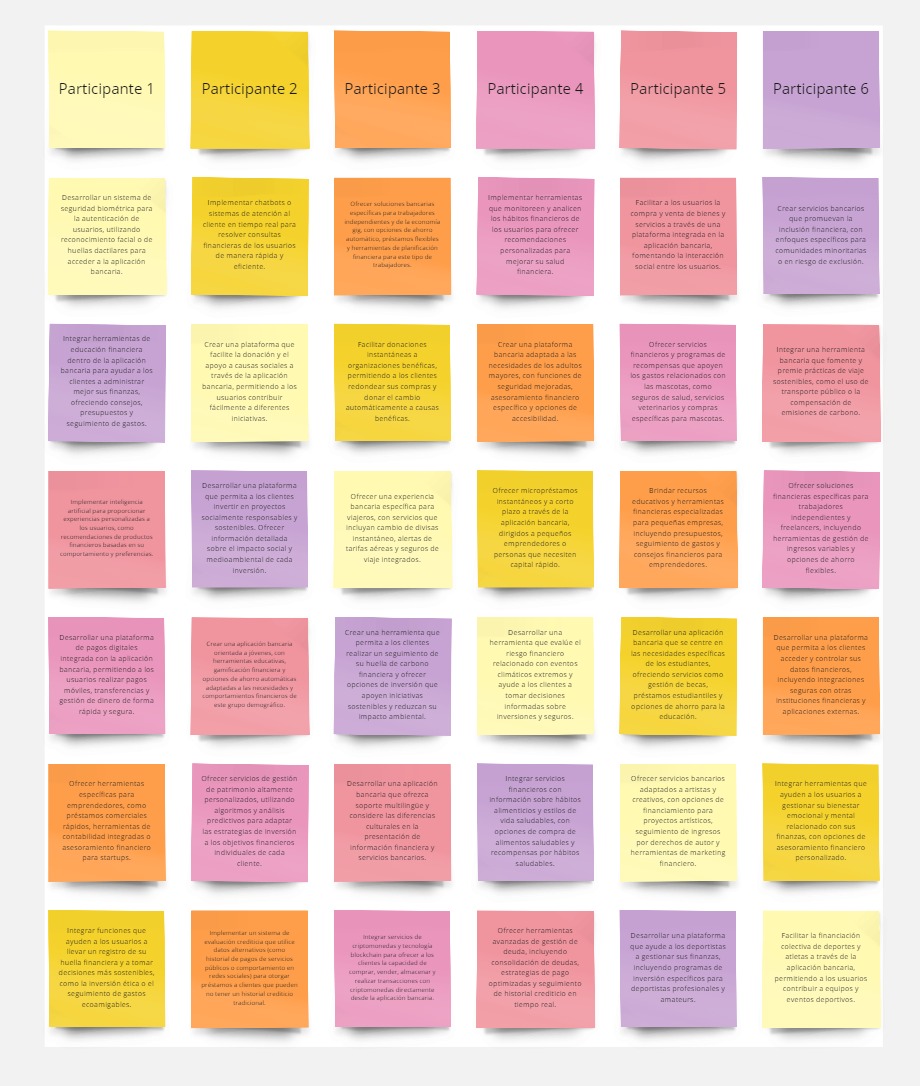 Participante 1
Participante 2
Participante 3
Participante 4
Participante 5
Participante 6
Desarrollar un sistema de
seguridad biométrica para
la autenticación de
usuarios, utilizando
reconocimiento facial o de
huellas dactilares para
acceder a la aplicación
bancaria.
Implementar chatbots o
sistemas de atención al
cliente en tiempo real para
resolver consultas
financieras de los usuarios
de manera rápida y
eficiente.
Ofrecer soluciones bancarias
específicas para trabajadores
independientes y de la economía
gig, con opciones de ahorro
automático, préstamos flexibles
y herramientas de planificación
financiera para este tipo de
trabajadores.
Implementar herramientas
que monitoreen y analicen
los hábitos financieros de
los usuarios para ofrecer
recomendaciones
personalizadas para
mejorar su salud
financiera.
Facilitar a los usuarios la
compra y venta de bienes y
servicios a través de una
plataforma integrada en la
aplicación bancaria,
fomentando la interacción
social entre los usuarios.
Crear servicios bancarios
que promuevan la
inclusión financiera, con
enfoques específicos para
comunidades minoritarias
o en riesgo de exclusión.
Integrar herramientas de
educación financiera
dentro de la aplicación
bancaria para ayudar a los
clientes a administrar
mejor sus finanzas,
ofreciendo consejos,
presupuestos y
seguimiento de gastos.
Crear una plataforma que
facilite la donación y el
apoyo a causas sociales a
través de la aplicación
bancaria, permitiendo a los
usuarios contribuir
fácilmente a diferentes
iniciativas.
Facilitar donaciones
instantáneas a
organizaciones benéficas,
permitiendo a los clientes
redondear sus compras y
donar el cambio
automáticamente a causas
benéficas.
Crear una plataforma
bancaria adaptada a las
necesidades de los adultos
mayores, con funciones de
seguridad mejoradas,
asesoramiento financiero
específico y opciones de
accesibilidad.
Ofrecer servicios
financieros y programas de
recompensas que apoyen
los gastos relacionados con
las mascotas, como
seguros de salud, servicios
veterinarios y compras
específicas para mascotas.
Integrar una herramienta
bancaria que fomente y
premie prácticas de viaje
sostenibles, como el uso de
transporte público o la
compensación de
emisiones de carbono.
Implementar inteligencia
artificial para proporcionar
experiencias personalizadas a
los usuarios, como
recomendaciones de productos
financieros basadas en su
comportamiento y preferencias.
Desarrollar una plataforma
que permita a los clientes
invertir en proyectos
socialmente responsables y
sostenibles. Ofrecer
información detallada
sobre el impacto social y
medioambiental de cada
inversión.
Ofrecer una experiencia
bancaria específica para
viajeros, con servicios que
incluyan cambio de divisas
instantáneo, alertas de
tarifas aéreas y seguros de
viaje integrados.
Ofrecer micropréstamos
instantáneos y a corto
plazo a través de la
aplicación bancaria,
dirigidos a pequeños
emprendedores o
personas que necesiten
capital rápido.
Brindar recursos
educativos y herramientas
financieras especializadas
para pequeñas empresas,
incluyendo presupuestos,
seguimiento de gastos y
consejos financieros para
emprendedores.
Ofrecer soluciones
financieras específicas para
trabajadores
independientes y
freelancers, incluyendo
herramientas de gestión de
ingresos variables y
opciones de ahorro
flexibles.
Desarrollar una plataforma
de pagos digitales
integrada con la aplicación
bancaria, permitiendo a los
usuarios realizar pagos
móviles, transferencias y
gestión de dinero de forma
rápida y segura.
Crear una aplicación bancaria
orientada a jóvenes, con
herramientas educativas,
gamificación financiera y
opciones de ahorro automáticas
adaptadas a las necesidades y
comportamientos financieros de
este grupo demográfico.
Crear una herramienta que
permita a los clientes
realizar un seguimiento de
su huella de carbono
financiera y ofrecer
opciones de inversión que
apoyen iniciativas
sostenibles y reduzcan su
impacto ambiental.
Desarrollar una
herramienta que evalúe el
riesgo financiero
relacionado con eventos
climáticos extremos y
ayude a los clientes a
tomar decisiones
informadas sobre
inversiones y seguros.
Desarrollar una aplicación
bancaria que se centre en
las necesidades específicas
de los estudiantes,
ofreciendo servicios como
gestión de becas,
préstamos estudiantiles y
opciones de ahorro para la
educación.
Desarrollar una plataforma
que permita a los clientes
acceder y controlar sus
datos financieros,
incluyendo integraciones
seguras con otras
instituciones financieras y
aplicaciones externas.
Ofrecer herramientas
específicas para
emprendedores, como
préstamos comerciales
rápidos, herramientas de
contabilidad integradas o
asesoramiento financiero
para startups.
Ofrecer servicios de gestión
de patrimonio altamente
personalizados, utilizando
algoritmos y análisis
predictivos para adaptar
las estrategias de inversión
a los objetivos financieros
individuales de cada
cliente.
Desarrollar una aplicación
bancaria que ofrezca
soporte multilingüe y
considere las diferencias
culturales en la
presentación de
información financiera y
servicios bancarios.
Integrar servicios
financieros con
información sobre hábitos
alimenticios y estilos de
vida saludables, con
opciones de compra de
alimentos saludables y
recompensas por hábitos
saludables.
Ofrecer servicios bancarios
adaptados a artistas y
creativos, con opciones de
financiamiento para
proyectos artísticos,
seguimiento de ingresos
por derechos de autor y
herramientas de marketing
financiero.
Integrar herramientas que
ayuden a los usuarios a
gestionar su bienestar
emocional y mental
relacionado con sus
finanzas, con opciones de
asesoramiento financiero
personalizado.
Integrar funciones que
ayuden a los usuarios a
llevar un registro de su
huella financiera y a tomar
decisiones más sostenibles,
como la inversión ética o el
seguimiento de gastos
ecoamigables.
Implementar un sistema de
evaluación crediticia que utilice
datos alternativos (como
historial de pagos de servicios
públicos o comportamiento en
redes sociales) para otorgar
préstamos a clientes que pueden
no tener un historial crediticio
tradicional.
Integrar servicios de
criptomonedas y tecnología
blockchain para ofrecer a los
clientes la capacidad de
comprar, vender, almacenar y
realizar transacciones con
criptomonedas directamente
desde la aplicación bancaria.
Ofrecer herramientas
avanzadas de gestión de
deuda, incluyendo
consolidación de deudas,
estrategias de pago
optimizadas y seguimiento
de historial crediticio en
tiempo real.
Desarrollar una plataforma
que ayude a los deportistas
a gestionar sus finanzas,
incluyendo programas de
inversión específicos para
deportistas profesionales y
amateurs.
Facilitar la financiación
colectiva de deportes y
atletas a través de la
aplicación bancaria,
permitiendo a los usuarios
contribuir a equipos y
eventos deportivos.